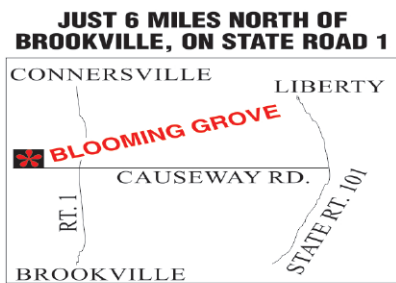 JUST 6 MILES NORTH OF
BROOKVILLE, ON STATE ROAD 1
CONNERSVILLE
LIBERTY
BLOOMING GROVE
CAUSEWAY RD.
RT. 1
STATE RT. 101
BROOKVILLE